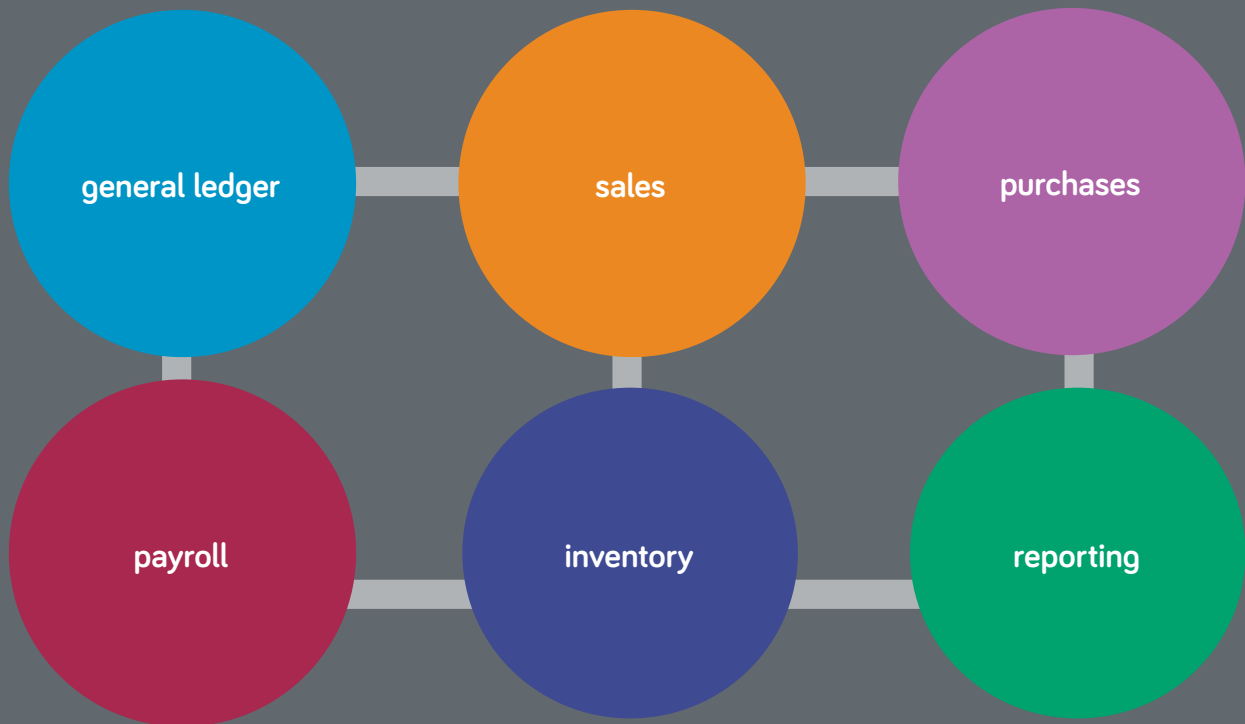 general ledger
sales
purchases
payroll
inventory
reporting